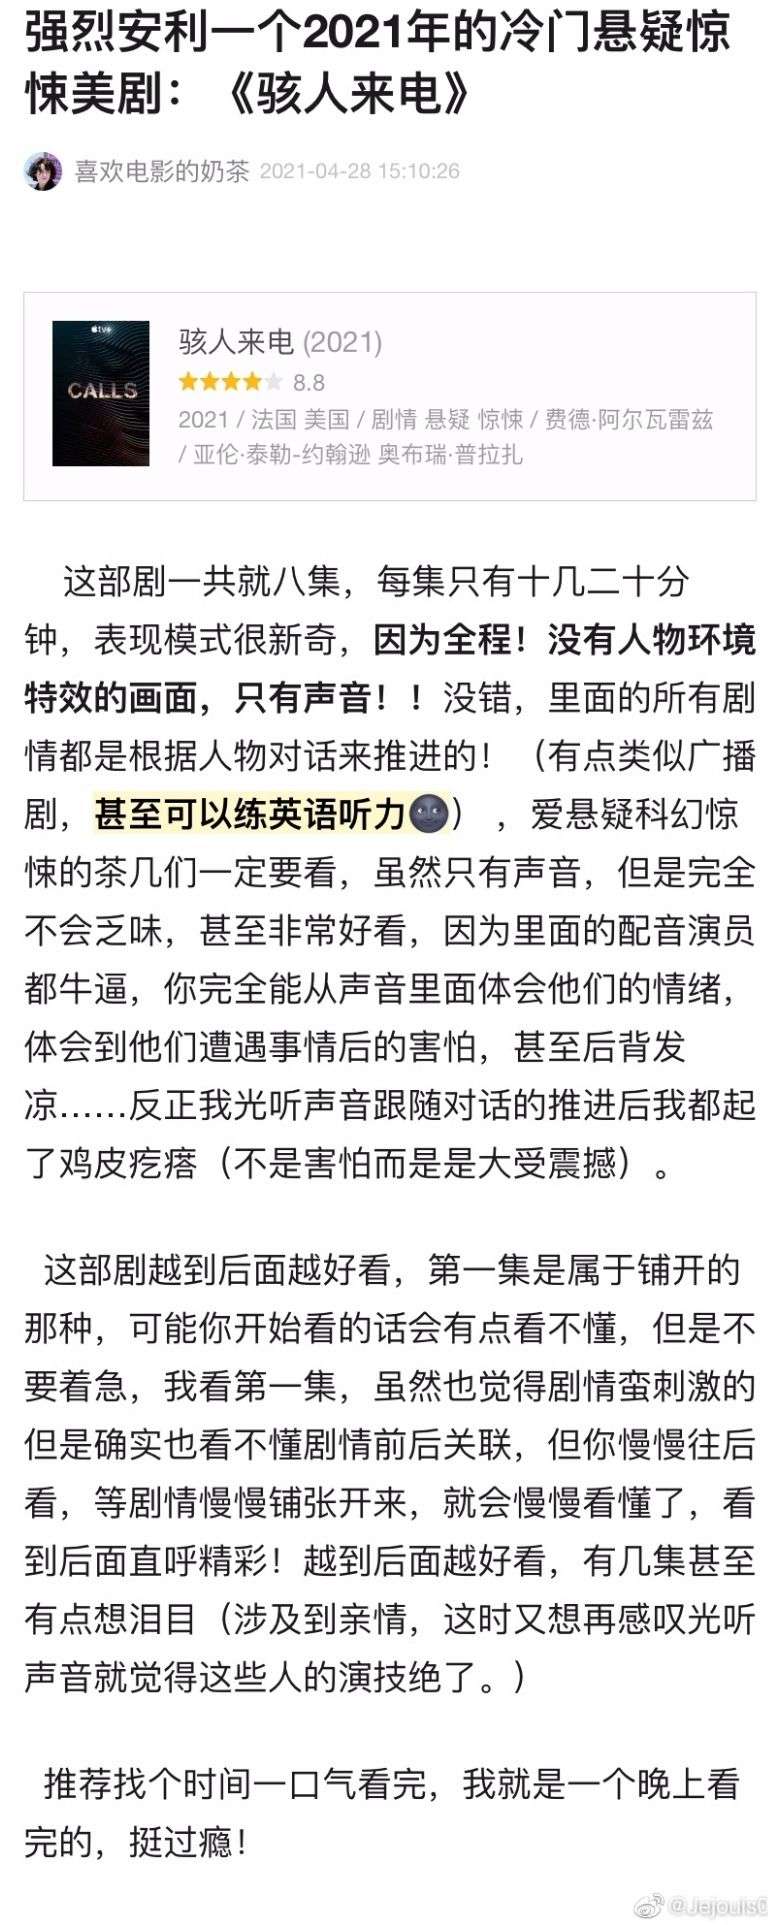 强烈安利一个2021年的冷门悬疑惊
悚美剧：《骇人来电》
喜欢电影的奶茶 2021-04-28 15:10:26
tv+
CALLS
骇人来电 (2021)
8.8
2021 / 法国 美国 / 剧情 悬疑 惊悚 / 费德·阿尔瓦雷兹
/ 亚伦·泰勒-约翰逊 奥布瑞·普拉扎
这部剧一共就八集，每集只有十几二十分
钟，表现模式很新奇，因为全程！没有人物环境
特效的画面，只有声音！！没错，里面的所有剧
情都是根据人物对话来推进的！（有点类似广播
剧，甚至可以练英语听力🌚），爱悬疑科幻惊
悚的茶几们一定要看，虽然只有声音，但是完全
不会乏味，甚至非常好看，因为里面的配音演员
都牛逼，你完全能从声音里面体会他们的情绪，
体会到他们遭遇事情后的害怕，甚至后背发
凉……反正我光听声音跟随对话的推进后我都起
了鸡皮疙瘩（不是害怕而是是大受震撼）。
这部剧越到后面越好看，第一集是属于铺开的
那种，可能你开始看的话会有点看不懂，但是不
要着急，我看第一集，虽然也觉得剧情蛮刺激的
但是确实也看不懂剧情前后关联，但你慢慢往后
看，等剧情慢慢铺张开来，就会慢慢看懂了，看
到后面直呼精彩！越到后面越好看，有几集甚至
有点想泪目（涉及到亲情，这时又想再感叹光听
声音就觉得这些人的演技绝了。）
推荐找个时间一口气看完，我就是一个晚上看
完的，挺过瘾！